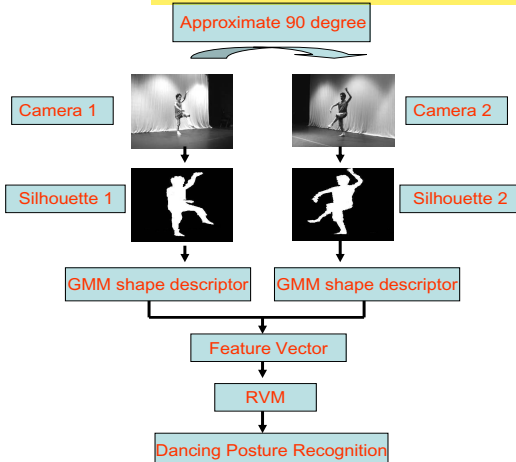 Approximate 90 degree
Camera 1
Camera 2
Silhouette 1
Silhouette 2
GMM shape descriptor
GMM shape descriptor
Feature Vector
RVM
Dancing Posture Recognition